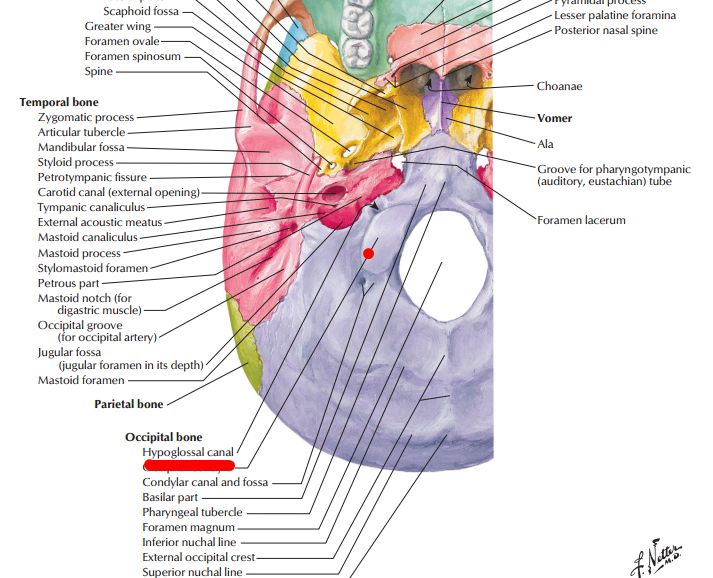 Scaphoid fossa
Greater wing
Foramen ovale
Foramen spinosum
Spine
Temporal bone
Zygomatic process
Articular tubercle
Mandibular fossa
Styloid process
Petrotympanic fissure
Carotid canal (external opening)
Tympanic canaliculus
External acoustic meatus
Mastoid canaliculus
Mastoid process
Stylomastoid foramen
Petrous part
Mastoid notch (for
digastric muscle)
Occipital groove
(for occipital artery)
Jugular fossa
(jugular foramen in its depth)
Mastoid foramen
Parietal bone
Occipital bone
Hypoglossal canal
Condylar canal and fossa
Basilar part
Pharyngeal tubercle
Foramen magnum
Inferior nuchal line
External occipital crest
Superior nuchal line
Pyramidal process
Lesser palatine foramina
Posterior nasal spine
Choanae
Vomer
Ala
Groove for pharyngotympanic
(auditory, eustachian) tube
Foramen lacerum
F. Netter
M.D.